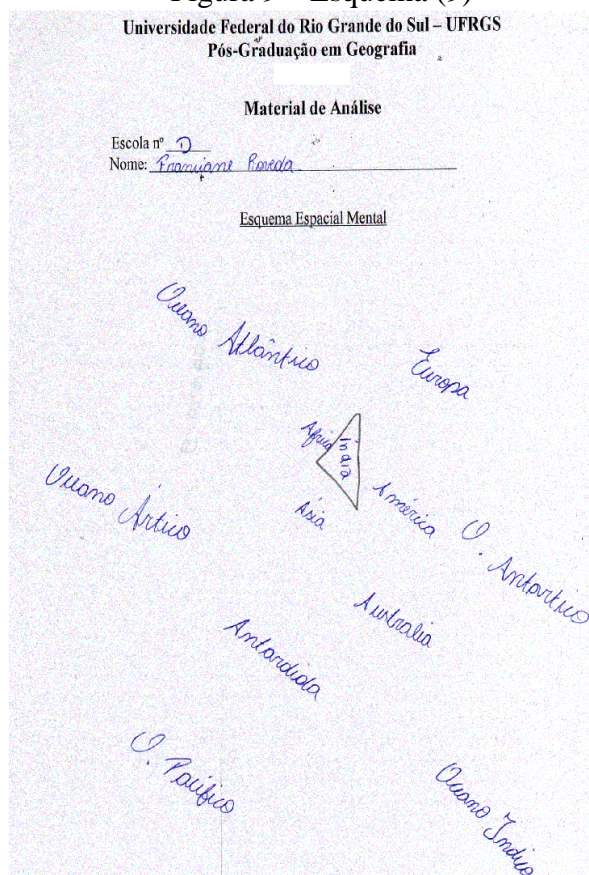 Figura 9 – Esquema (9)
Universidade Federal do Rio Grande do Sul – UFRGS
Pós-Graduação em Geografia
Material de Análise
Escola nº
Nome:
Esquema Espacial Mental
Oceano Atlântico
Europa
África
Índia
Oceano Ártico
Ásia
América
O. Antártico
Austrália
Antardida
O. Pacífico
Oceano Índico